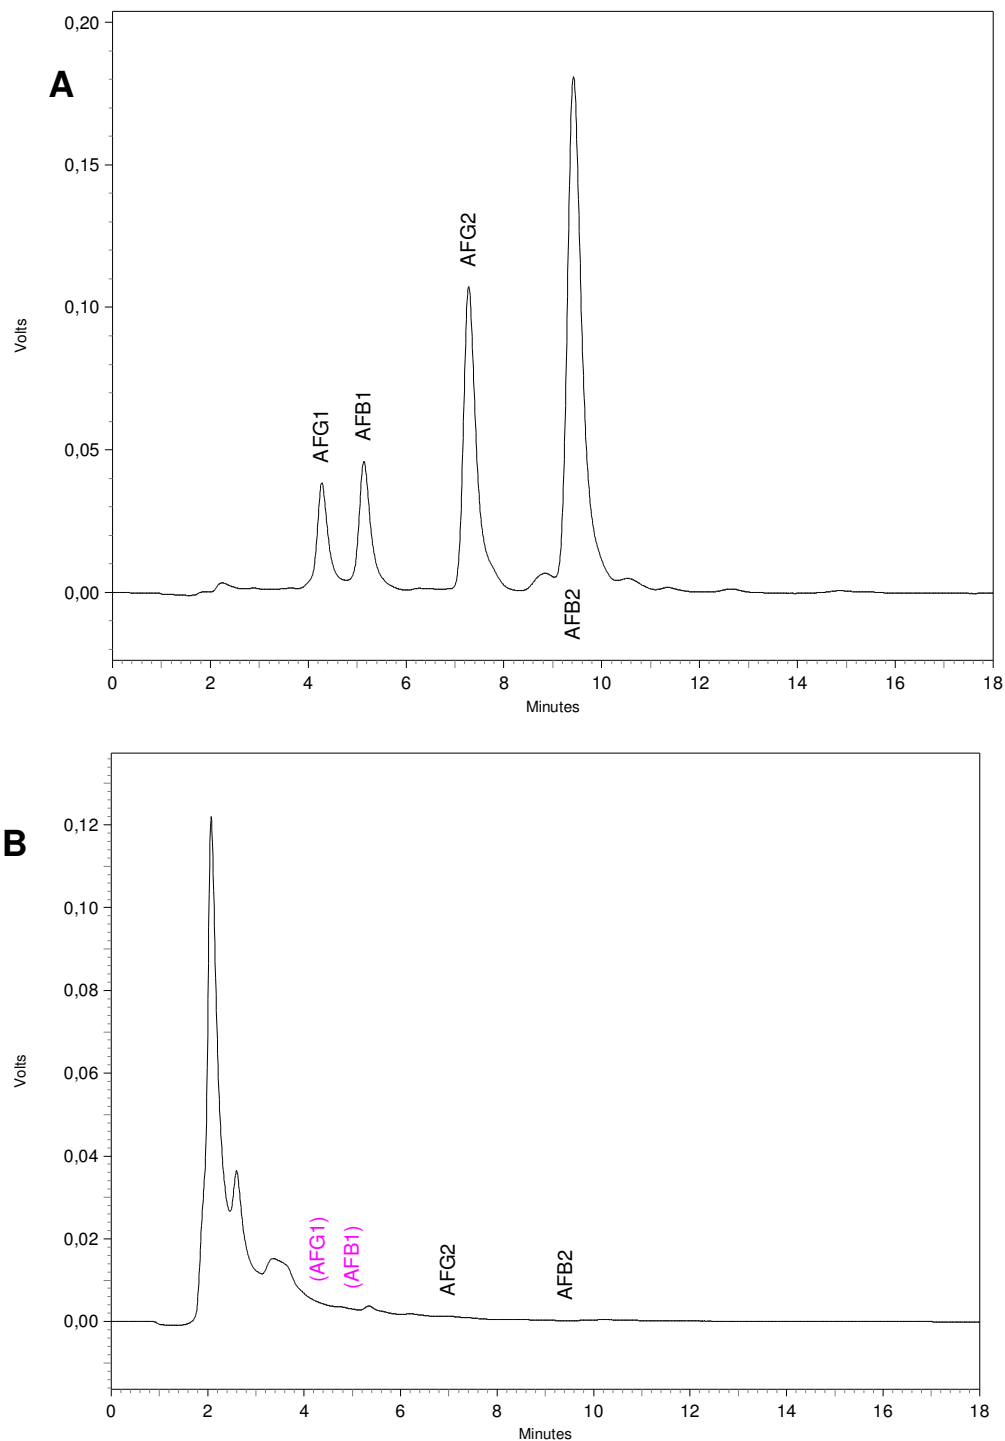 A
0,20
0,15
0,10
0,05
0,00
Volts
AFG1
AFB1
AFG2
AFB2
0 2 4 6 8 10 12 14 16 18
Minutes
B
0,12
0,10
0,08
0,06
0,04
0,02
0,00
Volts
(AFG1)
(AFB1)
AFG2
AFB2
0 2 4 6 8 10 12 14 16 18
Minutes